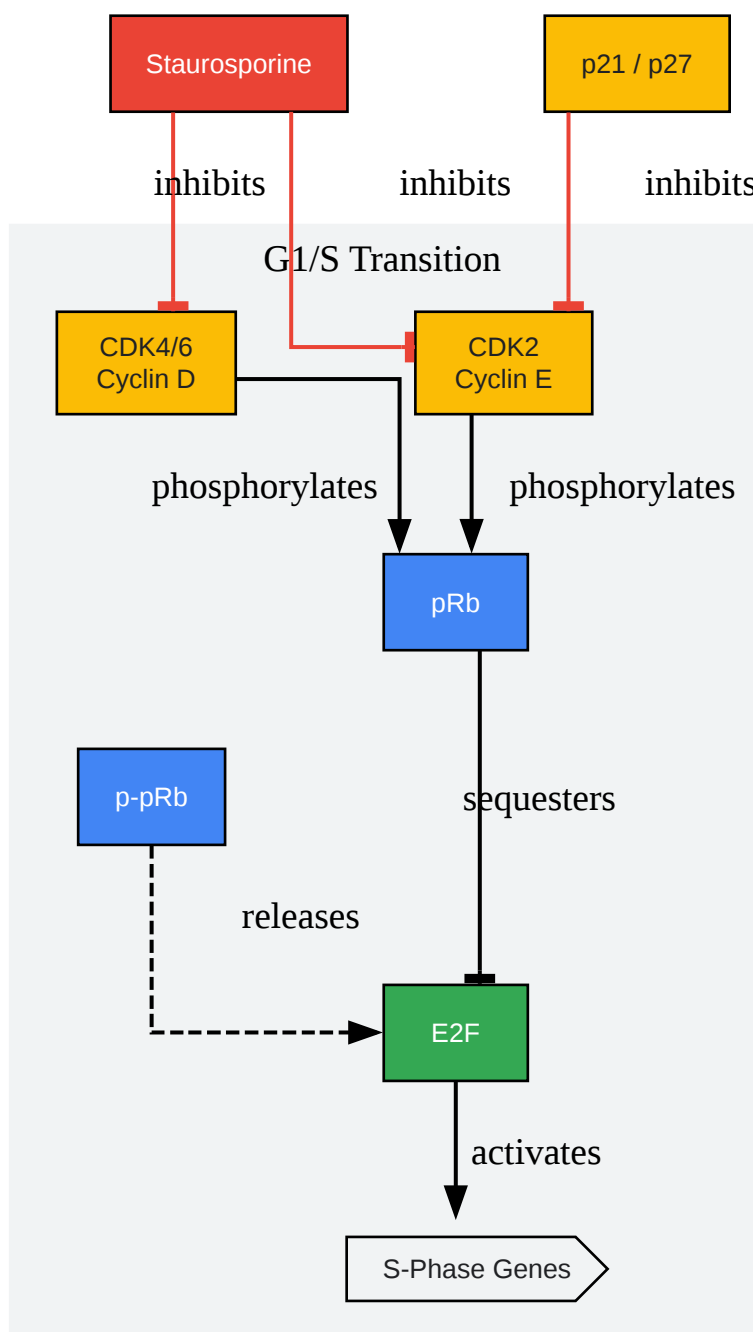 Staurosporine
p21 / p27
inhibits
inhibits
inhibits
G1/S Transition
CDK4/6
Cyclin D
CDK2
Cyclin E
phosphorylates
phosphorylates
pRb
p-pRb
sequesters
releases
E2F
activates
S-Phase Genes